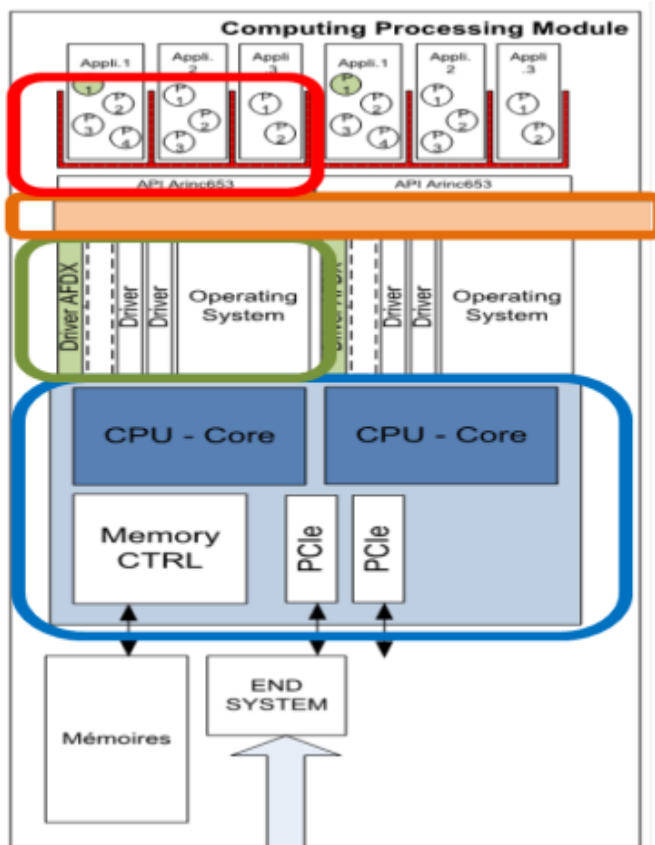 Computing Processing Module
Appli.1
Appli.
2
Appli
.3
Appli.1
Appli.
2
Appli
.3
P
1
P
2
P
3
P
4
P
1
P
2
P
3
P
1
P
2
P
1
P
2
P
3
P
4
P
1
P
2
P
3
P
1
P
2
API Arinc653
API Arinc653
Driver AFDX
Driver
Driver
Operating
System
Driver AFDX
Driver
Driver
Operating
System
CPU - Core
CPU - Core
Memory
CTRL
PCIe
PCIe
Mémoires
END
SYSTEM